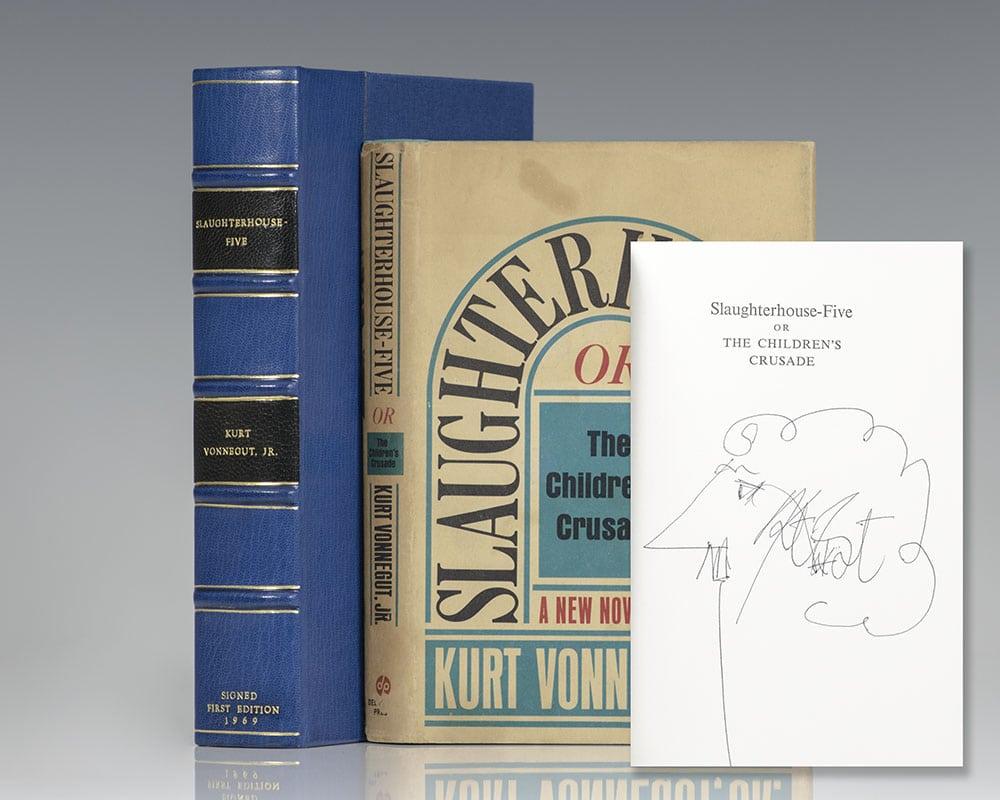 SLAUGHTERHOUSE-
FIVE
KURT
VONNEGUT, JR.
SIGNED
FIRST EDITION
1969
SLAUGHTERHOUSE-FIVE
OR
The
Children's
Crusade
KURT VONNEGUT, JR.
SLAUGHTERH
OR
The
Childre
Crusa
A NEW NOV
KURT VONN
Slaughterhouse-Five
OR
THE CHILDREN'S
CRUSADE